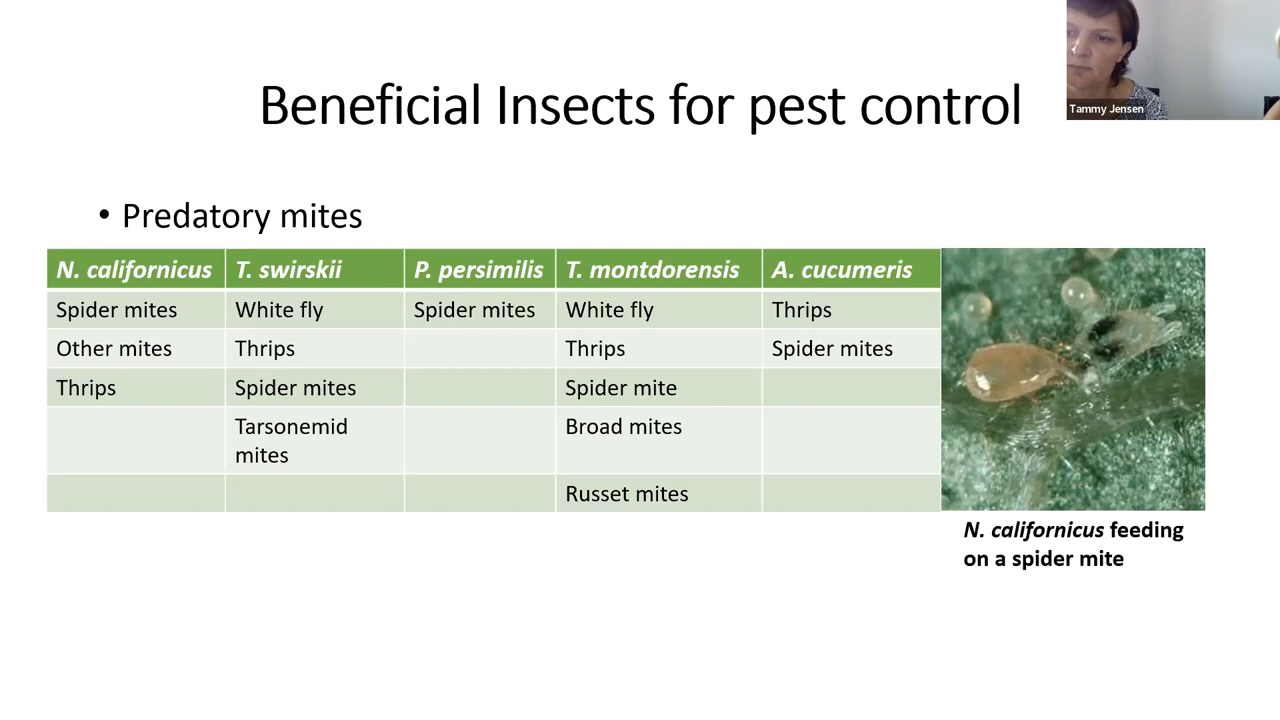 Beneficial Insects for pest control
Tammy Jensen
• Predatory mites
N. californicus T. swirskii P. persimilis T. montdorensis A. cucumeris
Spider mites White fly Spider mites White fly Thrips
Other mites Thrips Thrips Spider mites
Thrips Spider mites Spider mite
Tarsonemid Broad mites
mites
Russet mites
N. californicus feeding
on a spider mite